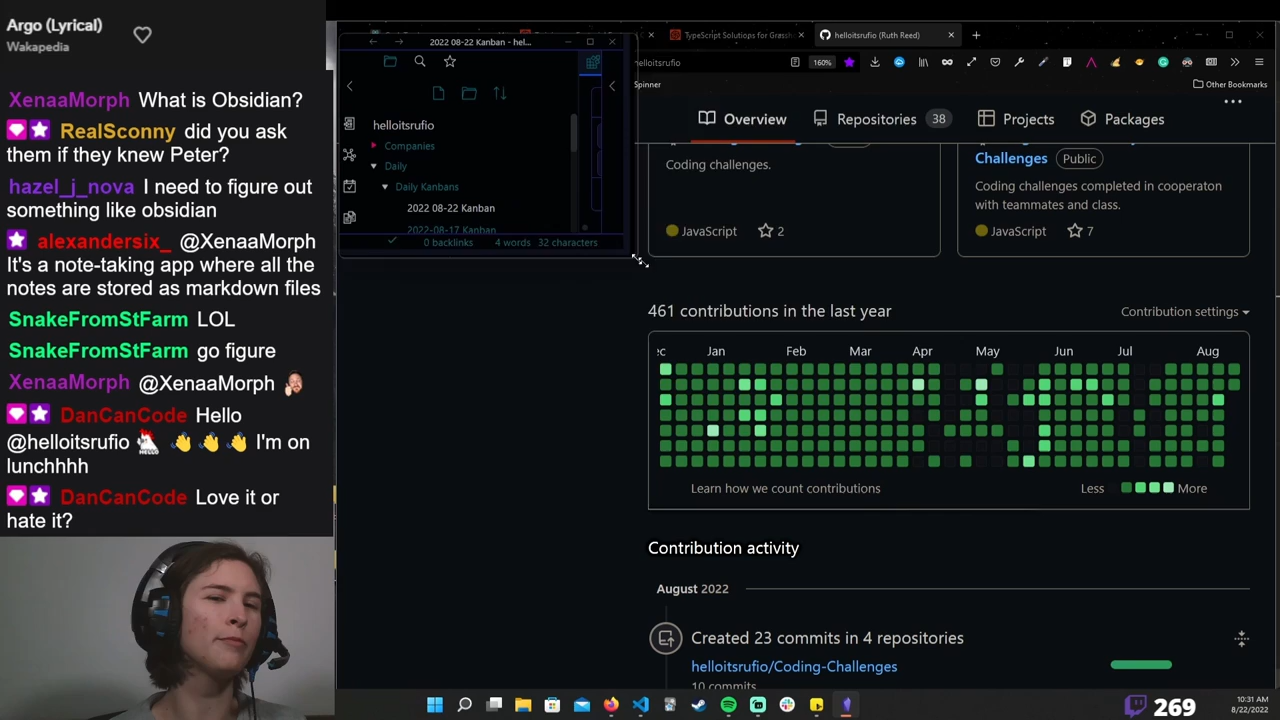 Argo (Lyrical)
Wakapedia
XenaaMorph What is Obsidian?
RealSconny did you ask
them if they knew Peter?
hazel_j_nova I need to figure out
something like obsidian
alexandersix_ @XenaaMorph
It's a note-taking app where all the
notes are stored as markdown files
SnakeFromStFarm LOL
SnakeFromStFarm go figure
XenaaMorph @XenaaMorph
DanCanCode Hello
@helloitsrufio HELLO I'm on
lunchhhh
DanCanCode Love it or
hate it?
2022 08-22 Kanban - hel...
helloitsrufio
Companies
Daily
Daily Kanbans
2022 08-22 Kanban
2022-08-17 Kanban
0 backlinks 4 words 32 characters
TypeScript Solutions for Grassh
helloitsrufio (Ruth Reed)
helloitsrufio
160%
Spinner
Other Bookmarks
Overview
Repositories 38
Projects
Packages
Coding challenges.
JavaScript 2
Challenges Public
Coding challenges completed in cooperaton
with teammates and class.
JavaScript 7
461 contributions in the last year
Contribution settings
ec Jan Feb Mar Apr May Jun Jul Aug
Learn how we count contributions
Less More
Contribution activity
August 2022
Created 23 commits in 4 repositories
helloitsrufio/Coding-Challenges
10 commits
10:31 AM
8/22/2022
269